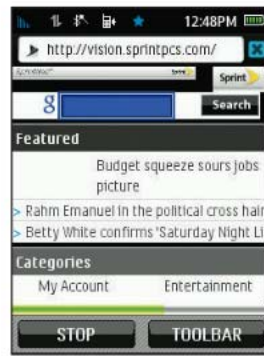 12:48PM
http://vision.sprintpcs.com/
Sprint
8
Search
Featured
Budget squeeze sours jobs
picture
> Rahm Emanuel in the political cross hair
> Betty White confirms 'Saturday Night Li
Categories
My Account Entertainment
STOP TOOLBAR